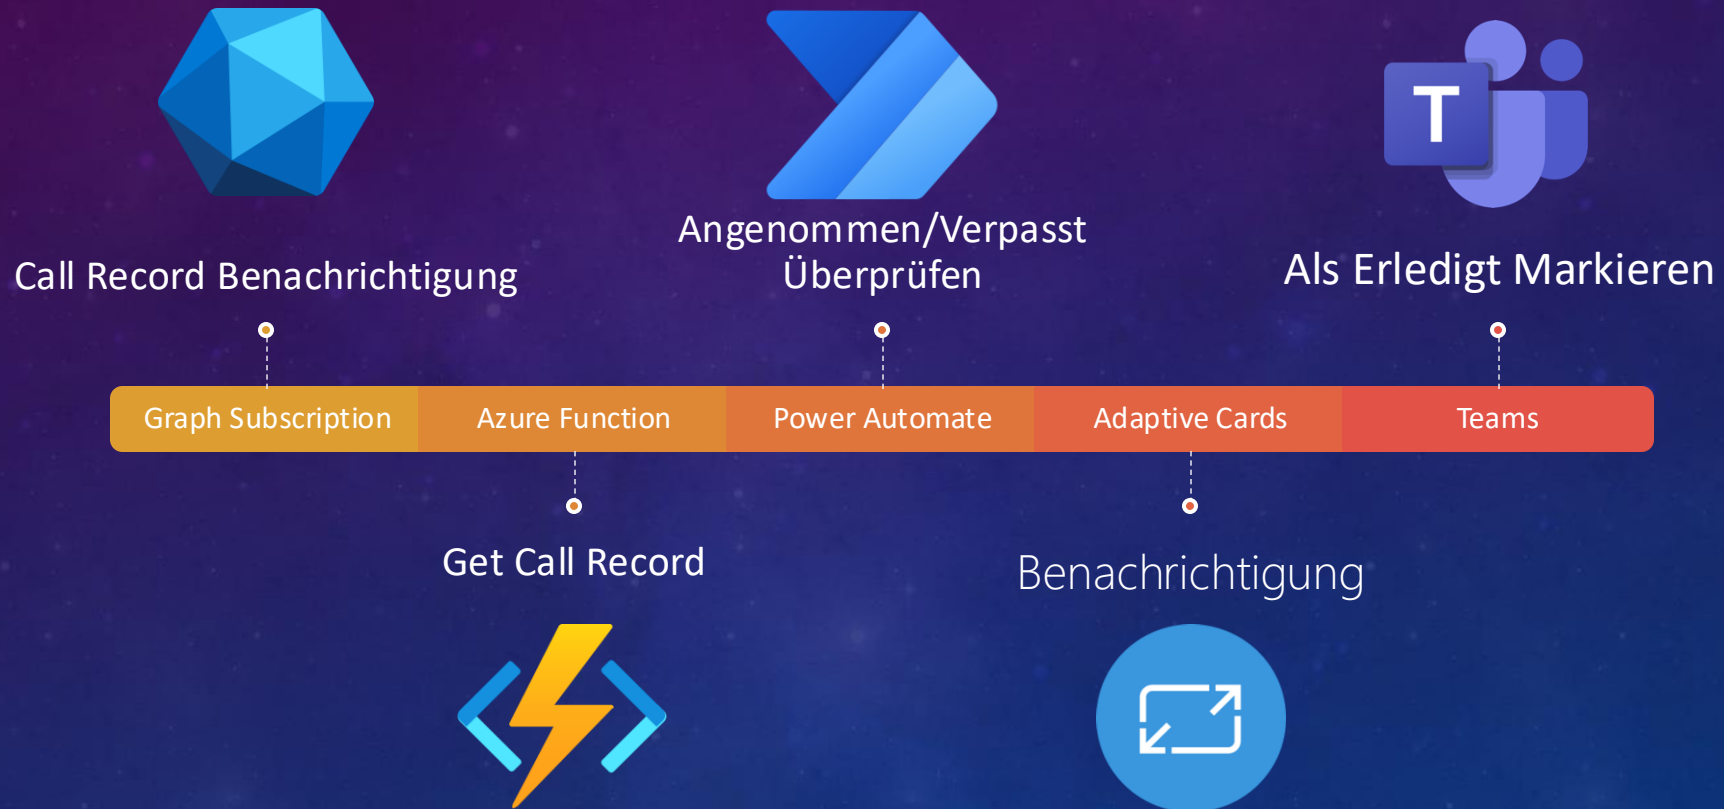 T
Angenommen/Verpasst
Überprüfen
Call Record Benachrichtigung
Als Erledigt Markieren
Graph Subscription
Azure Function
Power Automate
Adaptive Cards
Teams
Get Call Record
Benachrichtigung